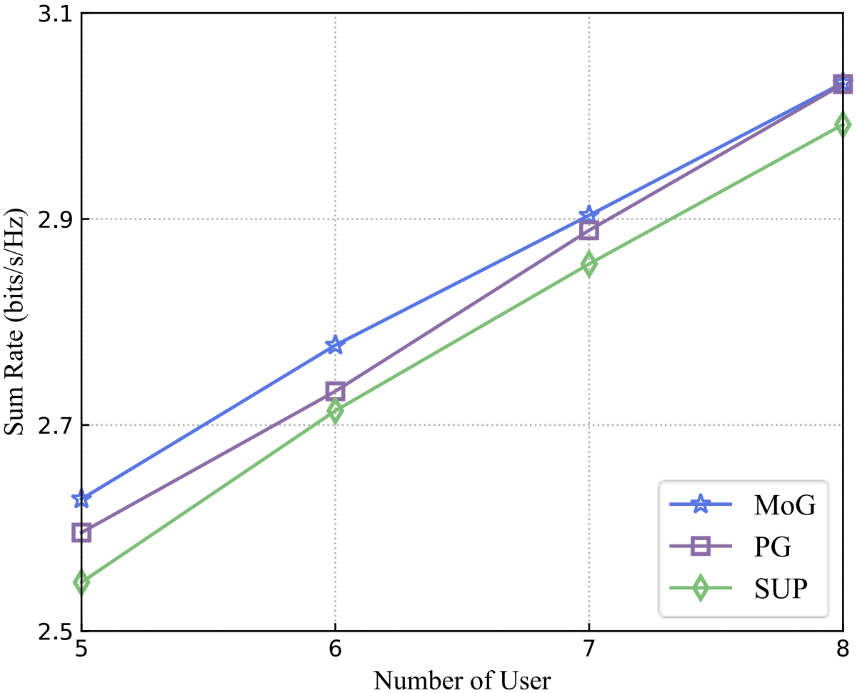 3.1
2.9
2.7
2.5
Sum Rate (bits/s/Hz)
MoG
PG
SUP
5 6 7 8
Number of User